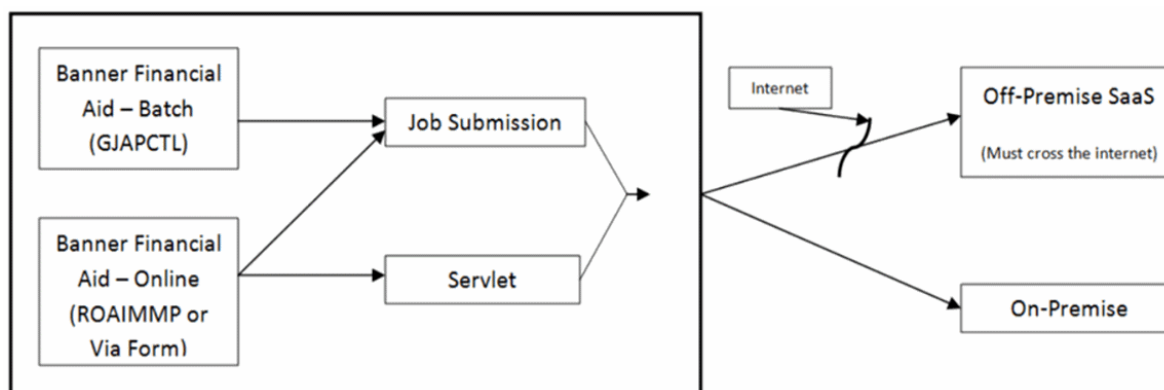 Banner Financial
Aid – Batch
(GJAPCTL)
Job Submission
Banner Financial
Aid – Online
(ROAIMMP or
Via Form)
Servlet
Internet
Off-Premise SaaS
(Must cross the internet)
On-Premise